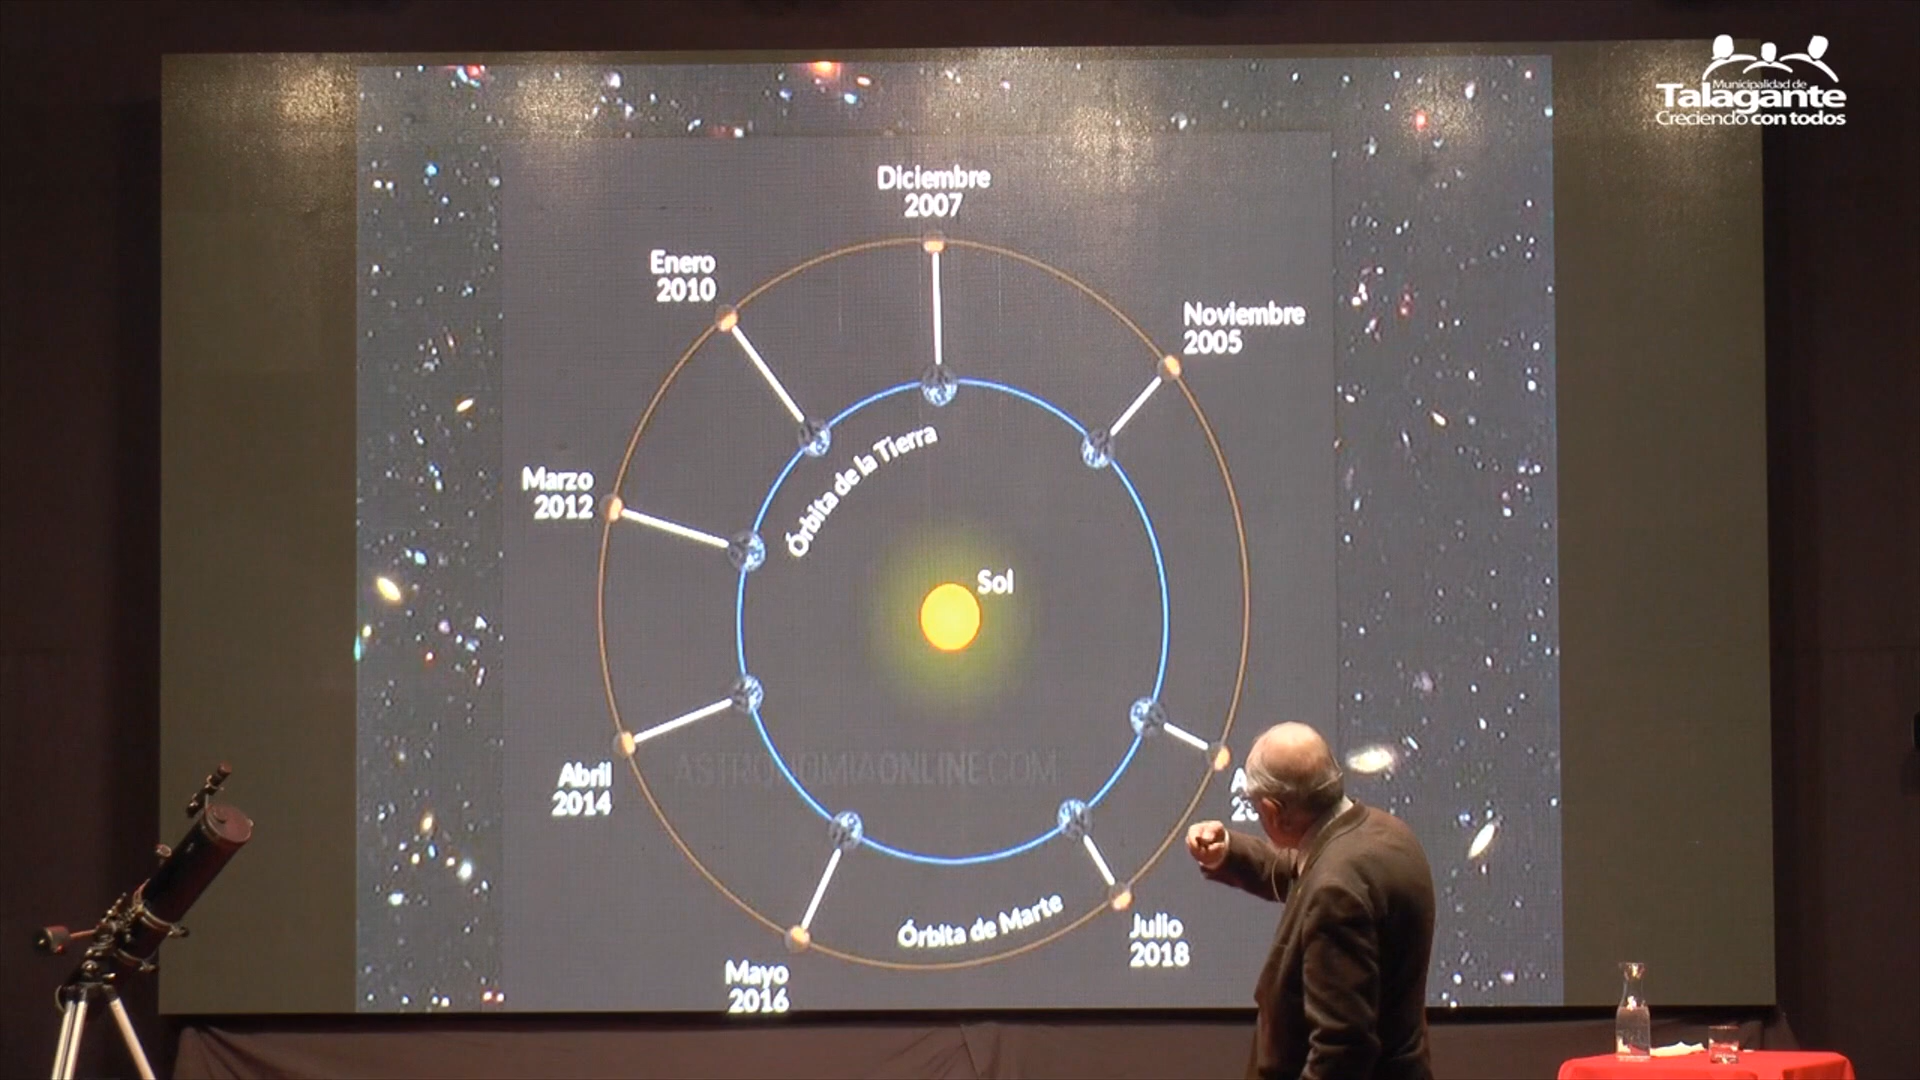 Municipalidad de
Talagante
Creciendo con todos
Diciembre
2007
Enero
2010
Noviembre
2005
Marzo
2012
Órbita de la Tierra
Sol
ASTRONOMIAONLINE.COM
Abril
2014
Órbita de Marte
Julio
2018
Mayo
2016